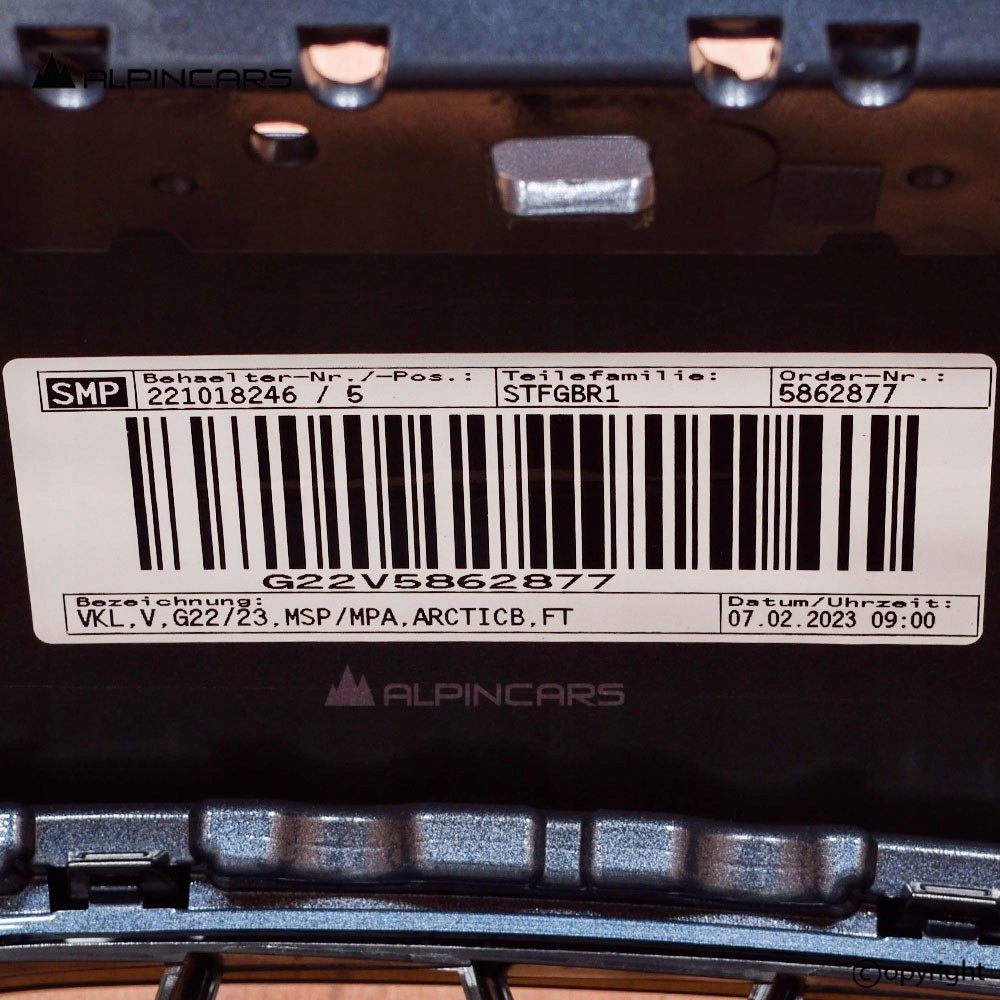 ALPINCARS
SMP
Behaelter-Nr./-Pos.:
221018246 / 5
Teilefamilie:
STFGBR1
Order-Nr.:
5862877
G22V5862877
Bezeichnung:
VKL,V,G22/23,MSP/MPA,ARCTICB,FT
Datum/Uhrzeit:
07.02.2023 09:00
ALPINCARS
©opyright